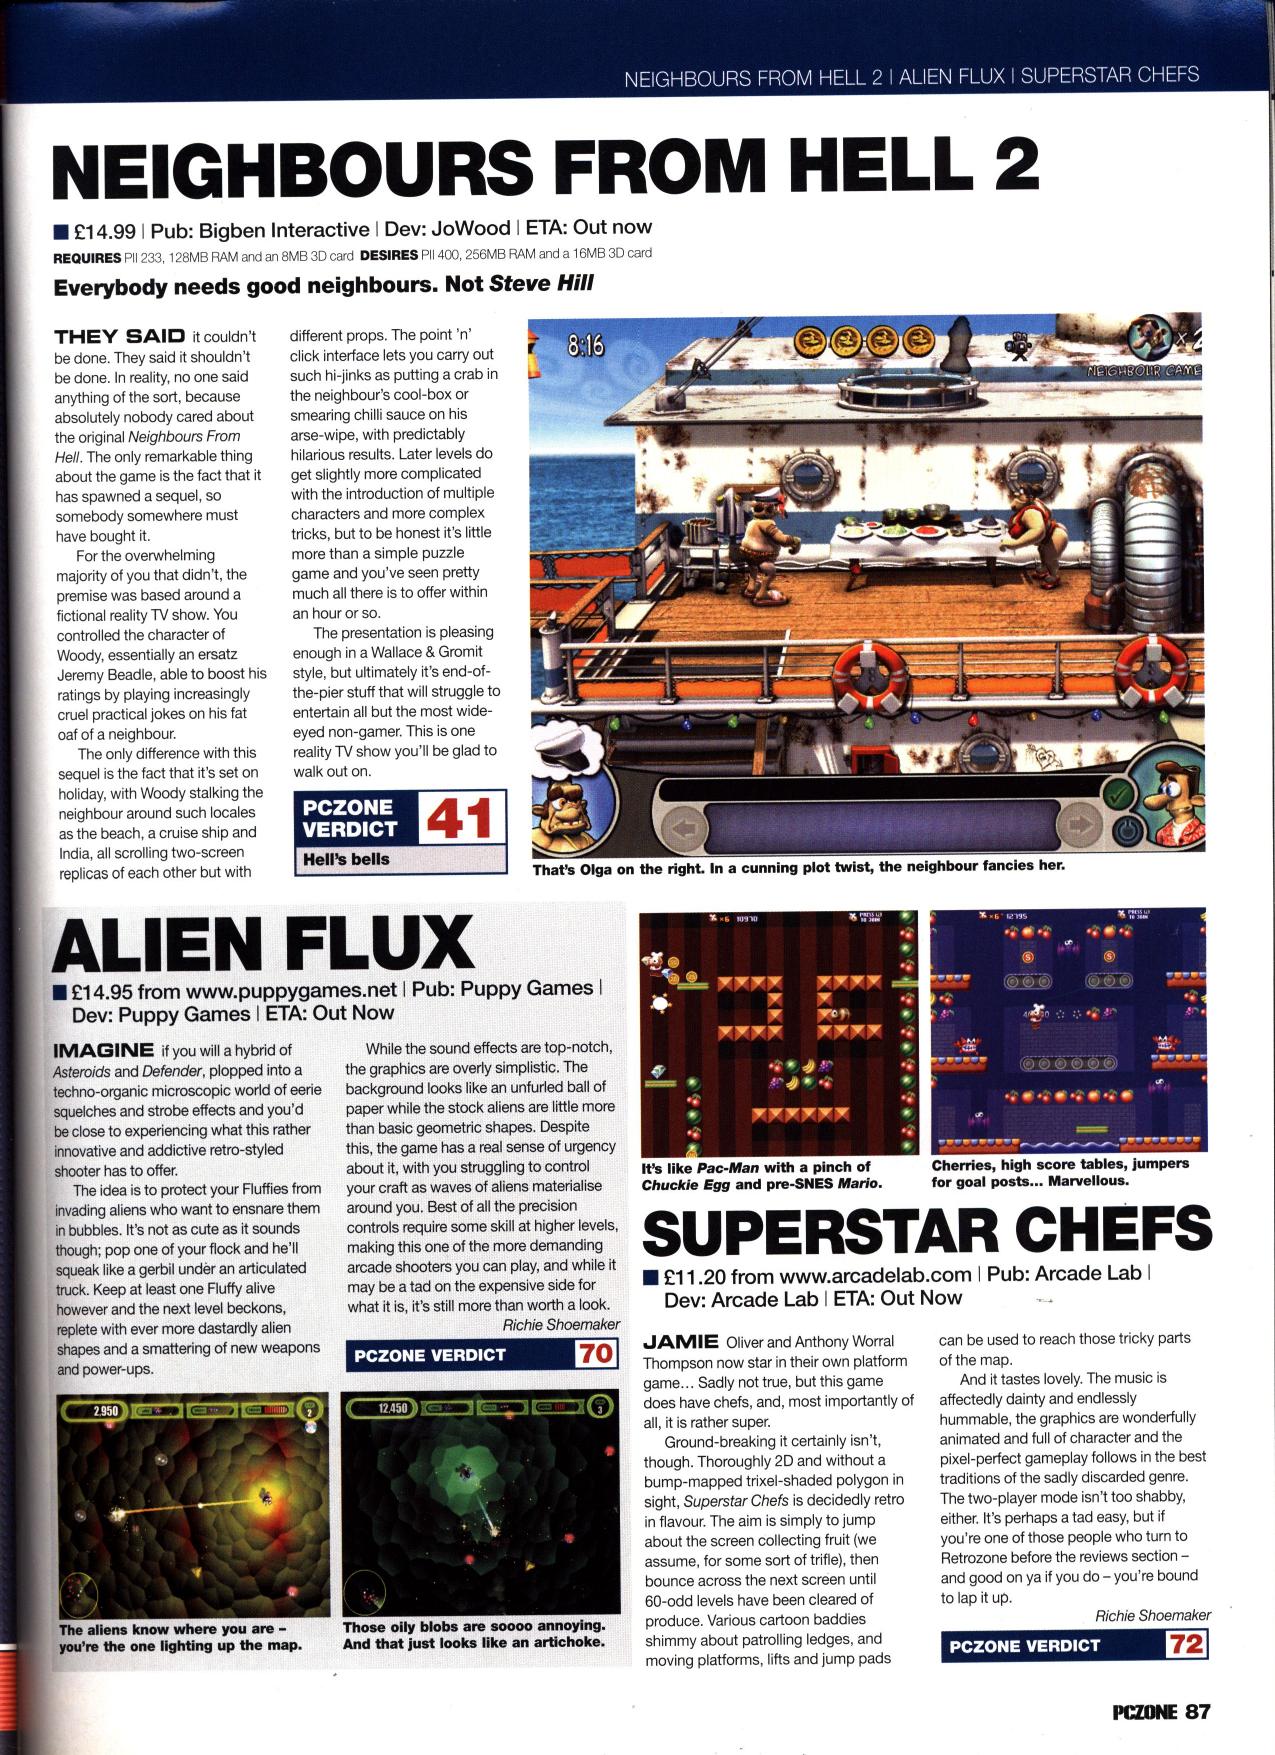 NEIGHBOURS FROM HELL 2 | ALIEN FLUX | SUPERSTAR CHEFS
NEIGHBOURS FROM HELL 2
■ £14.99 | Pub: Bigben Interactive | Dev: JoWood | ETA: Out now
REQUIRES PII 233, 128MB RAM and an 8MB 3D card DESIRES PII 400, 256MB RAM and a 16MB 3D card
Everybody needs good neighbours. Not Steve Hill
THEY SAID it couldn't
be done. They said it shouldn't
be done. In reality, no one said
anything of the sort, because
absolutely nobody cared about
the original Neighbours From
Hell. The only remarkable thing
about the game is the fact that it
has spawned a sequel, so
somebody somewhere must
have bought it.
For the overwhelming
majority of you that didn't, the
premise was based around a
fictional reality TV show. You
controlled the character of
Woody, essentially an ersatz
Jeremy Beadle, able to boost his
ratings by playing increasingly
cruel practical jokes on his fat
oaf of a neighbour.
The only difference with this
sequel is the fact that it's set on
holiday, with Woody stalking the
neighbour around such locales
as the beach, a cruise ship and
India, all scrolling two-screen
replicas of each other but with
different props. The point 'n'
click interface lets you carry out
such hi-jinks as putting a crab in
the neighbour's cool-box or
smearing chilli sauce on his
arse-wipe, with predictably
hilarious results. Later levels do
get slightly more complicated
with the introduction of multiple
characters and more complex
tricks, but to be honest it's little
more than a simple puzzle
game and you've seen pretty
much all there is to offer within
an hour or so.
The presentation is pleasing
enough in a Wallace & Gromit
style, but ultimately it's end-of-
the-pier stuff that will struggle to
entertain all but the most wide-
eyed non-gamer. This is one
reality TV show you'll be glad to
walk out on.
PCZONE
VERDICT 41
Hell's bells
8:16
x 2
NEIGHBOUR CAME
That's Olga on the right. In a cunning plot twist, the neighbour fancies her.
ALIEN FLUX
■ £14.95 from www.puppygames.net | Pub: Puppy Games |
Dev: Puppy Games | ETA: Out Now
IMAGINE if you will a hybrid of
Asteroids and Defender, plopped into a
techno-organic microscopic world of eerie
squelches and strobe effects and you'd
be close to experiencing what this rather
innovative and addictive retro-styled
shooter has to offer.
The idea is to protect your Fluffies from
invading aliens who want to ensnare them
in bubbles. It's not as cute as it sounds
though; pop one of your flock and he'll
squeak like a gerbil under an articulated
truck. Keep at least one Fluffy alive
however and the next level beckons,
replete with ever more dastardly alien
shapes and a smattering of new weapons
and power-ups.
While the sound effects are top-notch,
the graphics are overly simplistic. The
background looks like an unfurled ball of
paper while the stock aliens are little more
than basic geometric shapes. Despite
this, the game has a real sense of urgency
about it, with you struggling to control
your craft as waves of aliens materialise
around you. Best of all the precision
controls require some skill at higher levels,
making this one of the more demanding
arcade shooters you can play, and while it
may be a tad on the expensive side for
what it is, it's still more than worth a look.
Richie Shoemaker
PCZONE VERDICT 70
2,950
2
12,450
3
The aliens know where you are –
you're the one lighting up the map.
Those oily blobs are soooo annoying.
And that just looks like an artichoke.
x6 10970
PRESS
TO JOIN
x6 12795
PRESS
TO JOIN
It's like Pac-Man with a pinch of
Chuckie Egg and pre-SNES Mario.
Cherries, high score tables, jumpers
for goal posts... Marvellous.
SUPERSTAR CHEFS
■ £11.20 from www.arcadelab.com | Pub: Arcade Lab |
Dev: Arcade Lab | ETA: Out Now
JAMIE Oliver and Anthony Worral
Thompson now star in their own platform
game... Sadly not true, but this game
does have chefs, and, most importantly of
all, it is rather super.
Ground-breaking it certainly isn't,
though. Thoroughly 2D and without a
bump-mapped trixel-shaded polygon in
sight, Superstar Chefs is decidedly retro
in flavour. The aim is simply to jump
about the screen collecting fruit (we
assume, for some sort of trifle), then
bounce across the next screen until
60-odd levels have been cleared of
produce. Various cartoon baddies
shimmy about patrolling ledges, and
moving platforms, lifts and jump pads
can be used to reach those tricky parts
of the map.
And it tastes lovely. The music is
affectedly dainty and endlessly
hummable, the graphics are wonderfully
animated and full of character and the
pixel-perfect gameplay follows in the best
traditions of the sadly discarded genre.
The two-player mode isn't too shabby,
either. It's perhaps a tad easy, but if
you're one of those people who turn to
Retrozone before the reviews section –
and good on ya if you do – you're bound
to lap it up.
Richie Shoemaker
PCZONE VERDICT 72
PCZONE 87